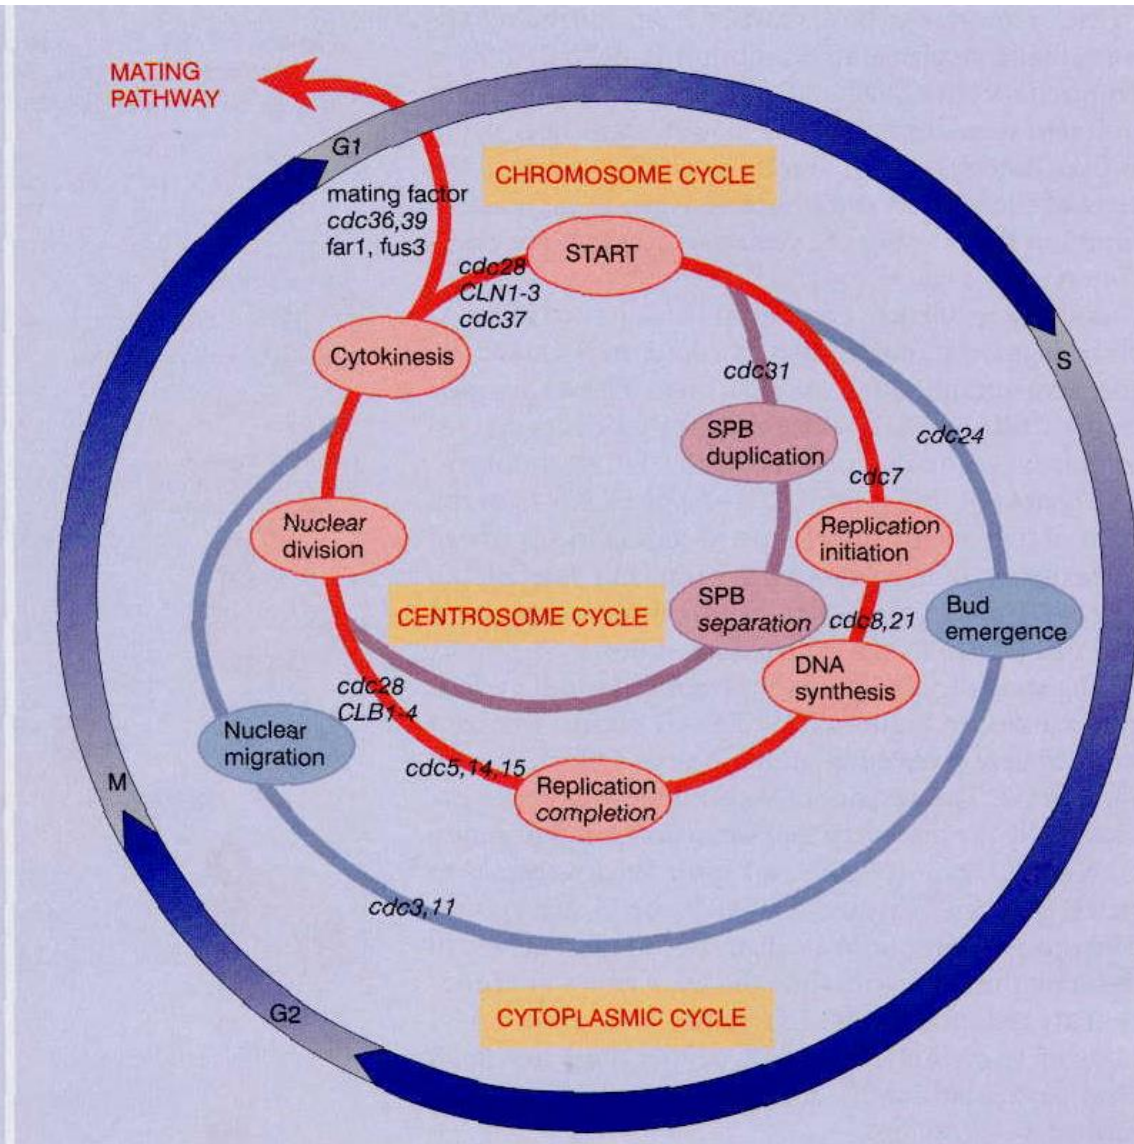 MATING
PATHWAY
G1
CHROMOSOME CYCLE
mating factor
cdc36,39
far1, fus3
START
cdc28
CLN1-3
cdc37
Cytokinesis
S
cdc31
SPB
duplication
cdc24
cdc7
Nuclear
division
Replication
initiation
CENTROSOME CYCLE
SPB
separation
cdc8,21
Bud
emergence
DNA
synthesis
cdc28
CLB1-4
Nuclear
migration
cdc5,14,15
Replication
completion
M
cdc3,11
G2
CYTOPLASMIC CYCLE